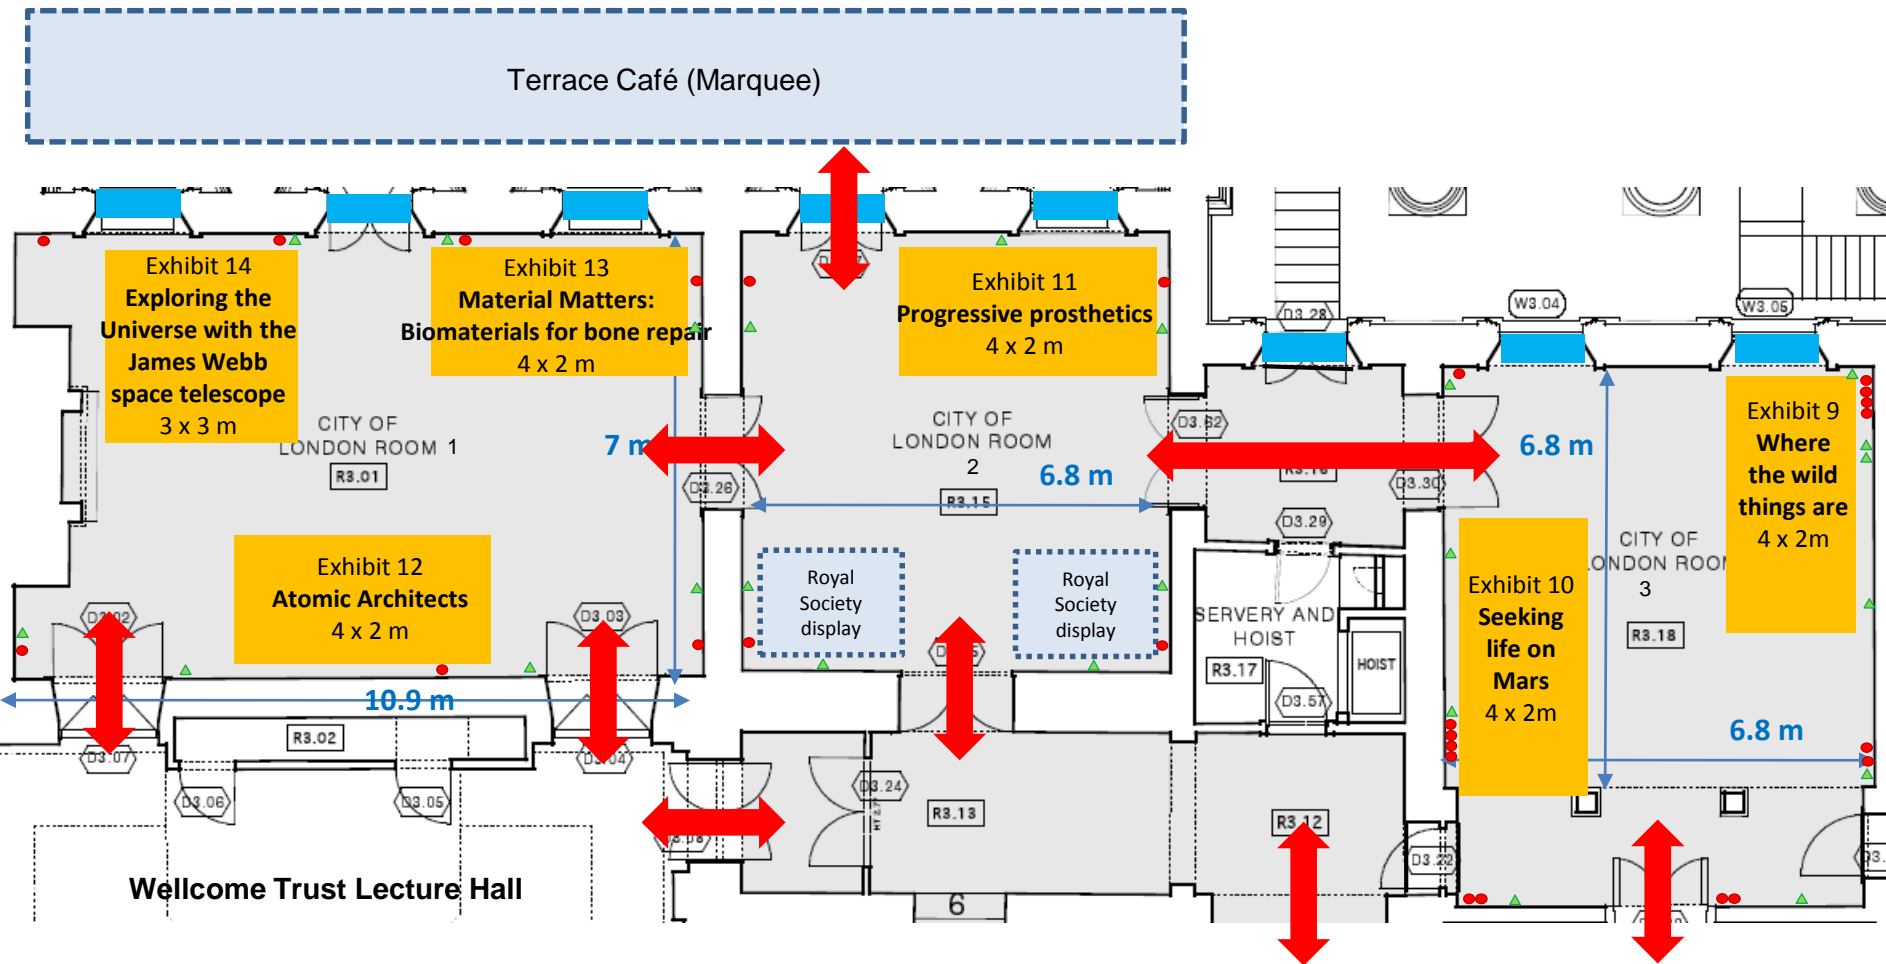 Terrace Café (Marquee)
Exhibit 14
Exploring the
Universe with the
James Webb
space telescope
3 x 3 m
Exhibit 13
Material Matters:
Biomaterials for bone repair
4 x 2 m
Exhibit 11
Progressive prosthetics
4 x 2 m
D3.28
W3.04
W3.05
CITY OF
LONDON ROOM 1
R3.01
7 m
D3.26
CITY OF
LONDON ROOM
2
R3.15
6.8 m
D3.62
D3.30
D3.29
6.8 m
Exhibit 9
Where
the wild
things are
4 x 2m
CITY OF
LONDON ROOM
3
R3.18
Exhibit 10
Seeking
life on
Mars
4 x 2m
6.8 m
Exhibit 12
Atomic Architects
4 x 2 m
D3.03
Royal
Society
display
Royal
Society
display
SERVERY AND
HOIST
R3.17
HOIST
D3.57
10.9 m
R3.02
D3.07
D3.04
D3.06
D3.05
D3.24
R3.13
R3.12
D3.22
Wellcome Trust Lecture Hall
6